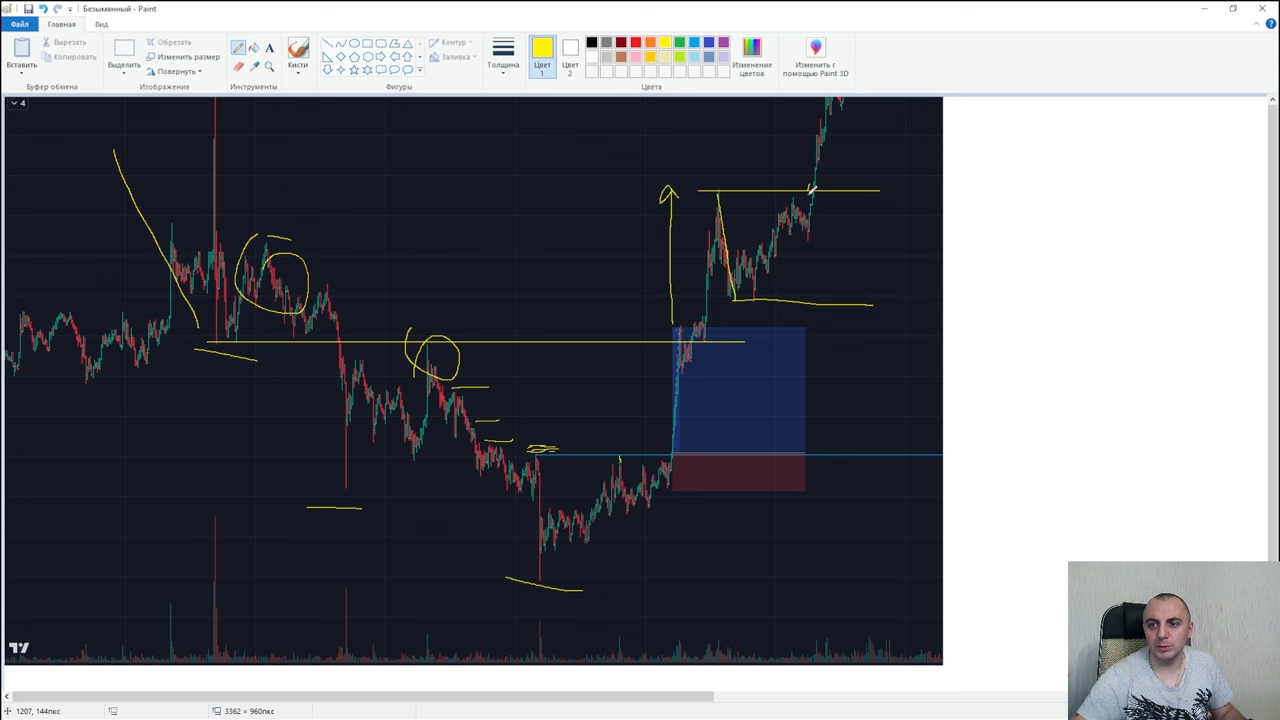 Безымянный - Paint
Файл
Главная
Вид
Вставить
Вырезать
Копировать
Буфер обмена
Выделить
Обрезать
Изменить размер
Повернуть
Изображение
Инструменты
Кисти
Контур
Заливка
Фигуры
Толщина
Цвет 1
Цвет 2
Цвета
Изменение цветов
Изменить с помощью Paint 3D
4
1207, 144пкс
3362 × 960пкс